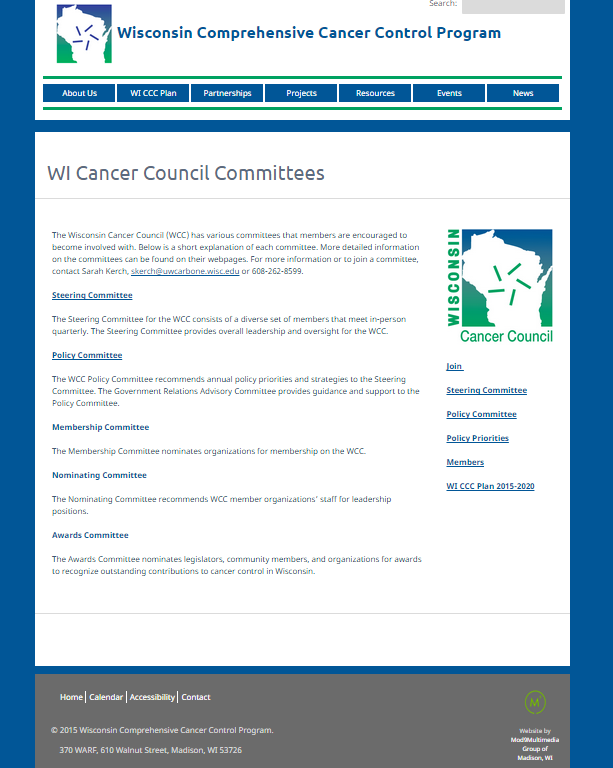 Search:
Wisconsin Comprehensive Cancer Control Program
About Us
WI CCC Plan
Partnerships
Projects
Resources
Events
News
WI Cancer Council Committees
The Wisconsin Cancer Council (WCC) has various committees that members are encouraged to
become involved with. Below is a short explanation of each committee. More detailed information
on the committees can be found on their webpages. For more information or to join a committee,
contact Sarah Kerch, skerch@uwcarbone.wisc.edu or 608-262-8599.
Steering Committee
The Steering Committee for the WCC consists of a diverse set of members that meet in-person
quarterly. The Steering Committee provides overall leadership and oversight for the WCC.
Policy Committee
The WCC Policy Committee recommends annual policy priorities and strategies to the Steering
Committee. The Government Relations Advisory Committee provides guidance and support to the
Policy Committee.
Membership Committee
The Membership Committee nominates organizations for membership on the WCC.
Nominating Committee
The Nominating Committee recommends WCC member organizations' staff for leadership
positions.
Awards Committee
The Awards Committee nominates legislators, community members, and organizations for awards
to recognize outstanding contributions to cancer control in Wisconsin.
WISCONSIN
Cancer Council
Join
Steering Committee
Policy Committee
Policy Priorities
Members
WI CCC Plan 2015-2020
Home
Calendar
Accessibility
Contact
© 2015 Wisconsin Comprehensive Cancer Control Program.
370 WARF, 610 Walnut Street, Madison, WI 53726
M
Website by
Mod9Multimedia
Group of
Madison, WI